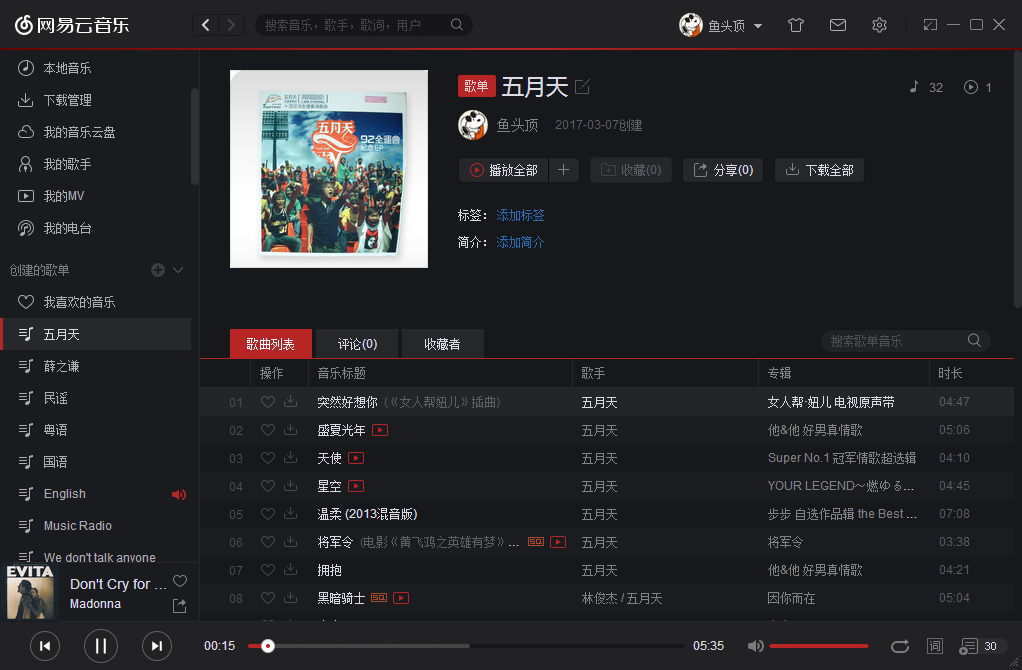 网易云音乐
搜索音乐，歌手，歌词，用户
鱼头顶
本地音乐
下载管理
我的音乐云盘
我的歌手
我的MV
我的电台
创建的歌单
我喜欢的音乐
五月天
薛之谦
民谣
粤语
国语
English
Music Radio
We don't talk anyone
EVITA
Don't Cry for ...
Madonna
五月天
92全運會
紀念EP
歌单 五月天
32 1
鱼头顶 2017-03-07创建
播放全部 收藏(0) 分享(0) 下载全部
标签： 添加标签
简介： 添加简介
歌曲列表 评论(0) 收藏者
搜索歌单音乐
操作 音乐标题 歌手 专辑 时长
01 突然好想你（《女人帮妞儿》插曲） 五月天 女人帮·妞儿 电视原声带 04:47
02 盛夏光年 五月天 他&他 好男真情歌 05:06
03 天使 五月天 Super No.1 冠军情歌超选辑 04:10
04 星空 五月天 YOUR LEGEND～燃ゆる... 04:45
05 温柔 (2013混音版) 五月天 步步 自选作品辑 the Best ... 07:08
06 将军令（电影《黄飞鸿之英雄有梦》... SQ 五月天 将军令 03:38
07 拥抱 五月天 他&他 好男真情歌 04:21
08 黑暗骑士 SQ 林俊杰 / 五月天 因你而在 05:04
00:15 05:35 词 30